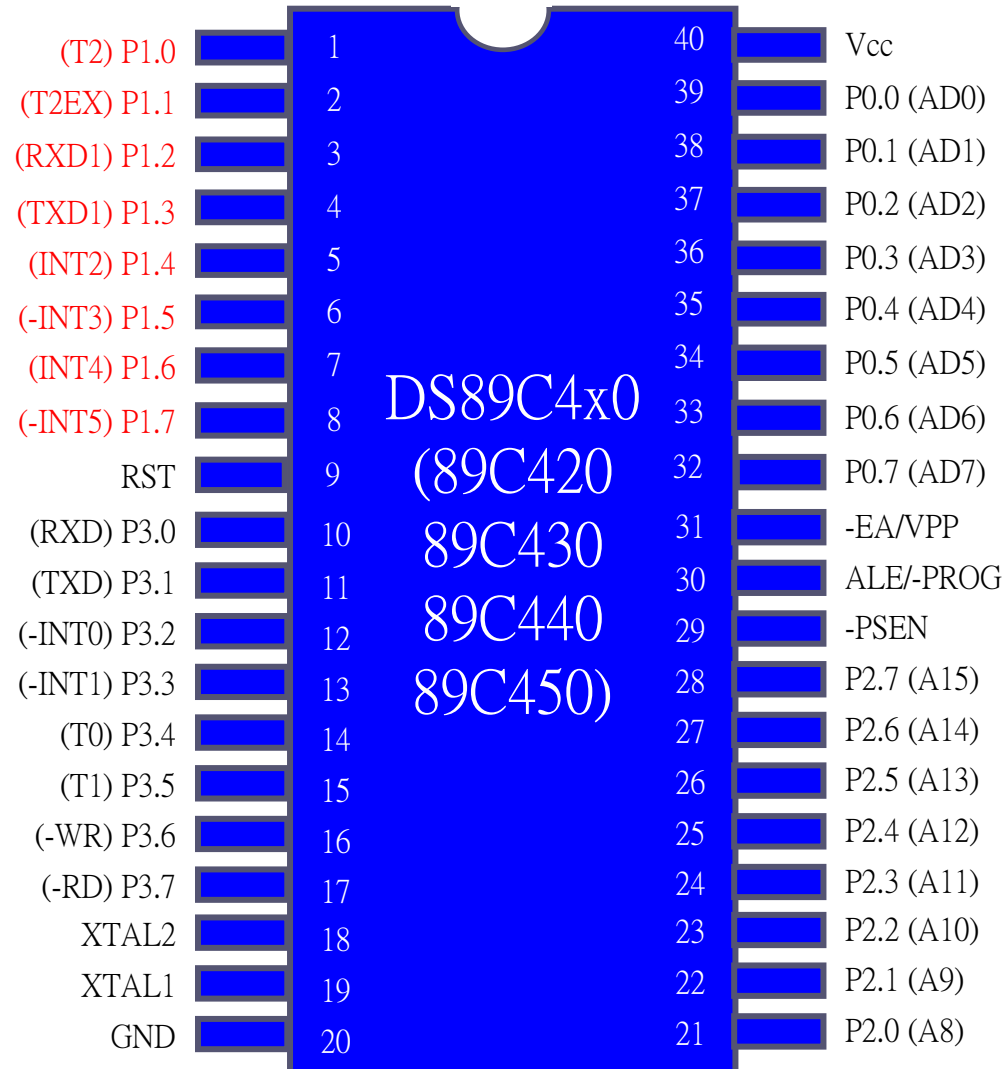 (T2) P1.0 1 40 Vcc
(T2EX) P1.1 2 39 P0.0 (AD0)
(RXD1) P1.2 3 38 P0.1 (AD1)
(TXD1) P1.3 4 37 P0.2 (AD2)
(INT2) P1.4 5 36 P0.3 (AD3)
(-INT3) P1.5 6 35 P0.4 (AD4)
(INT4) P1.6 7 34 P0.5 (AD5)
(-INT5) P1.7 8 33 P0.6 (AD6)
RST 9 32 P0.7 (AD7)
(RXD) P3.0 10 31 -EA/VPP
(TXD) P3.1 11 30 ALE/-PROG
(-INT0) P3.2 12 29 -PSEN
(-INT1) P3.3 13 28 P2.7 (A15)
(T0) P3.4 14 27 P2.6 (A14)
(T1) P3.5 15 26 P2.5 (A13)
(-WR) P3.6 16 25 P2.4 (A12)
(-RD) P3.7 17 24 P2.3 (A11)
XTAL2 18 23 P2.2 (A10)
XTAL1 19 22 P2.1 (A9)
GND 20 21 P2.0 (A8)
DS89C4x0
(89C420
89C430
89C440
89C450)